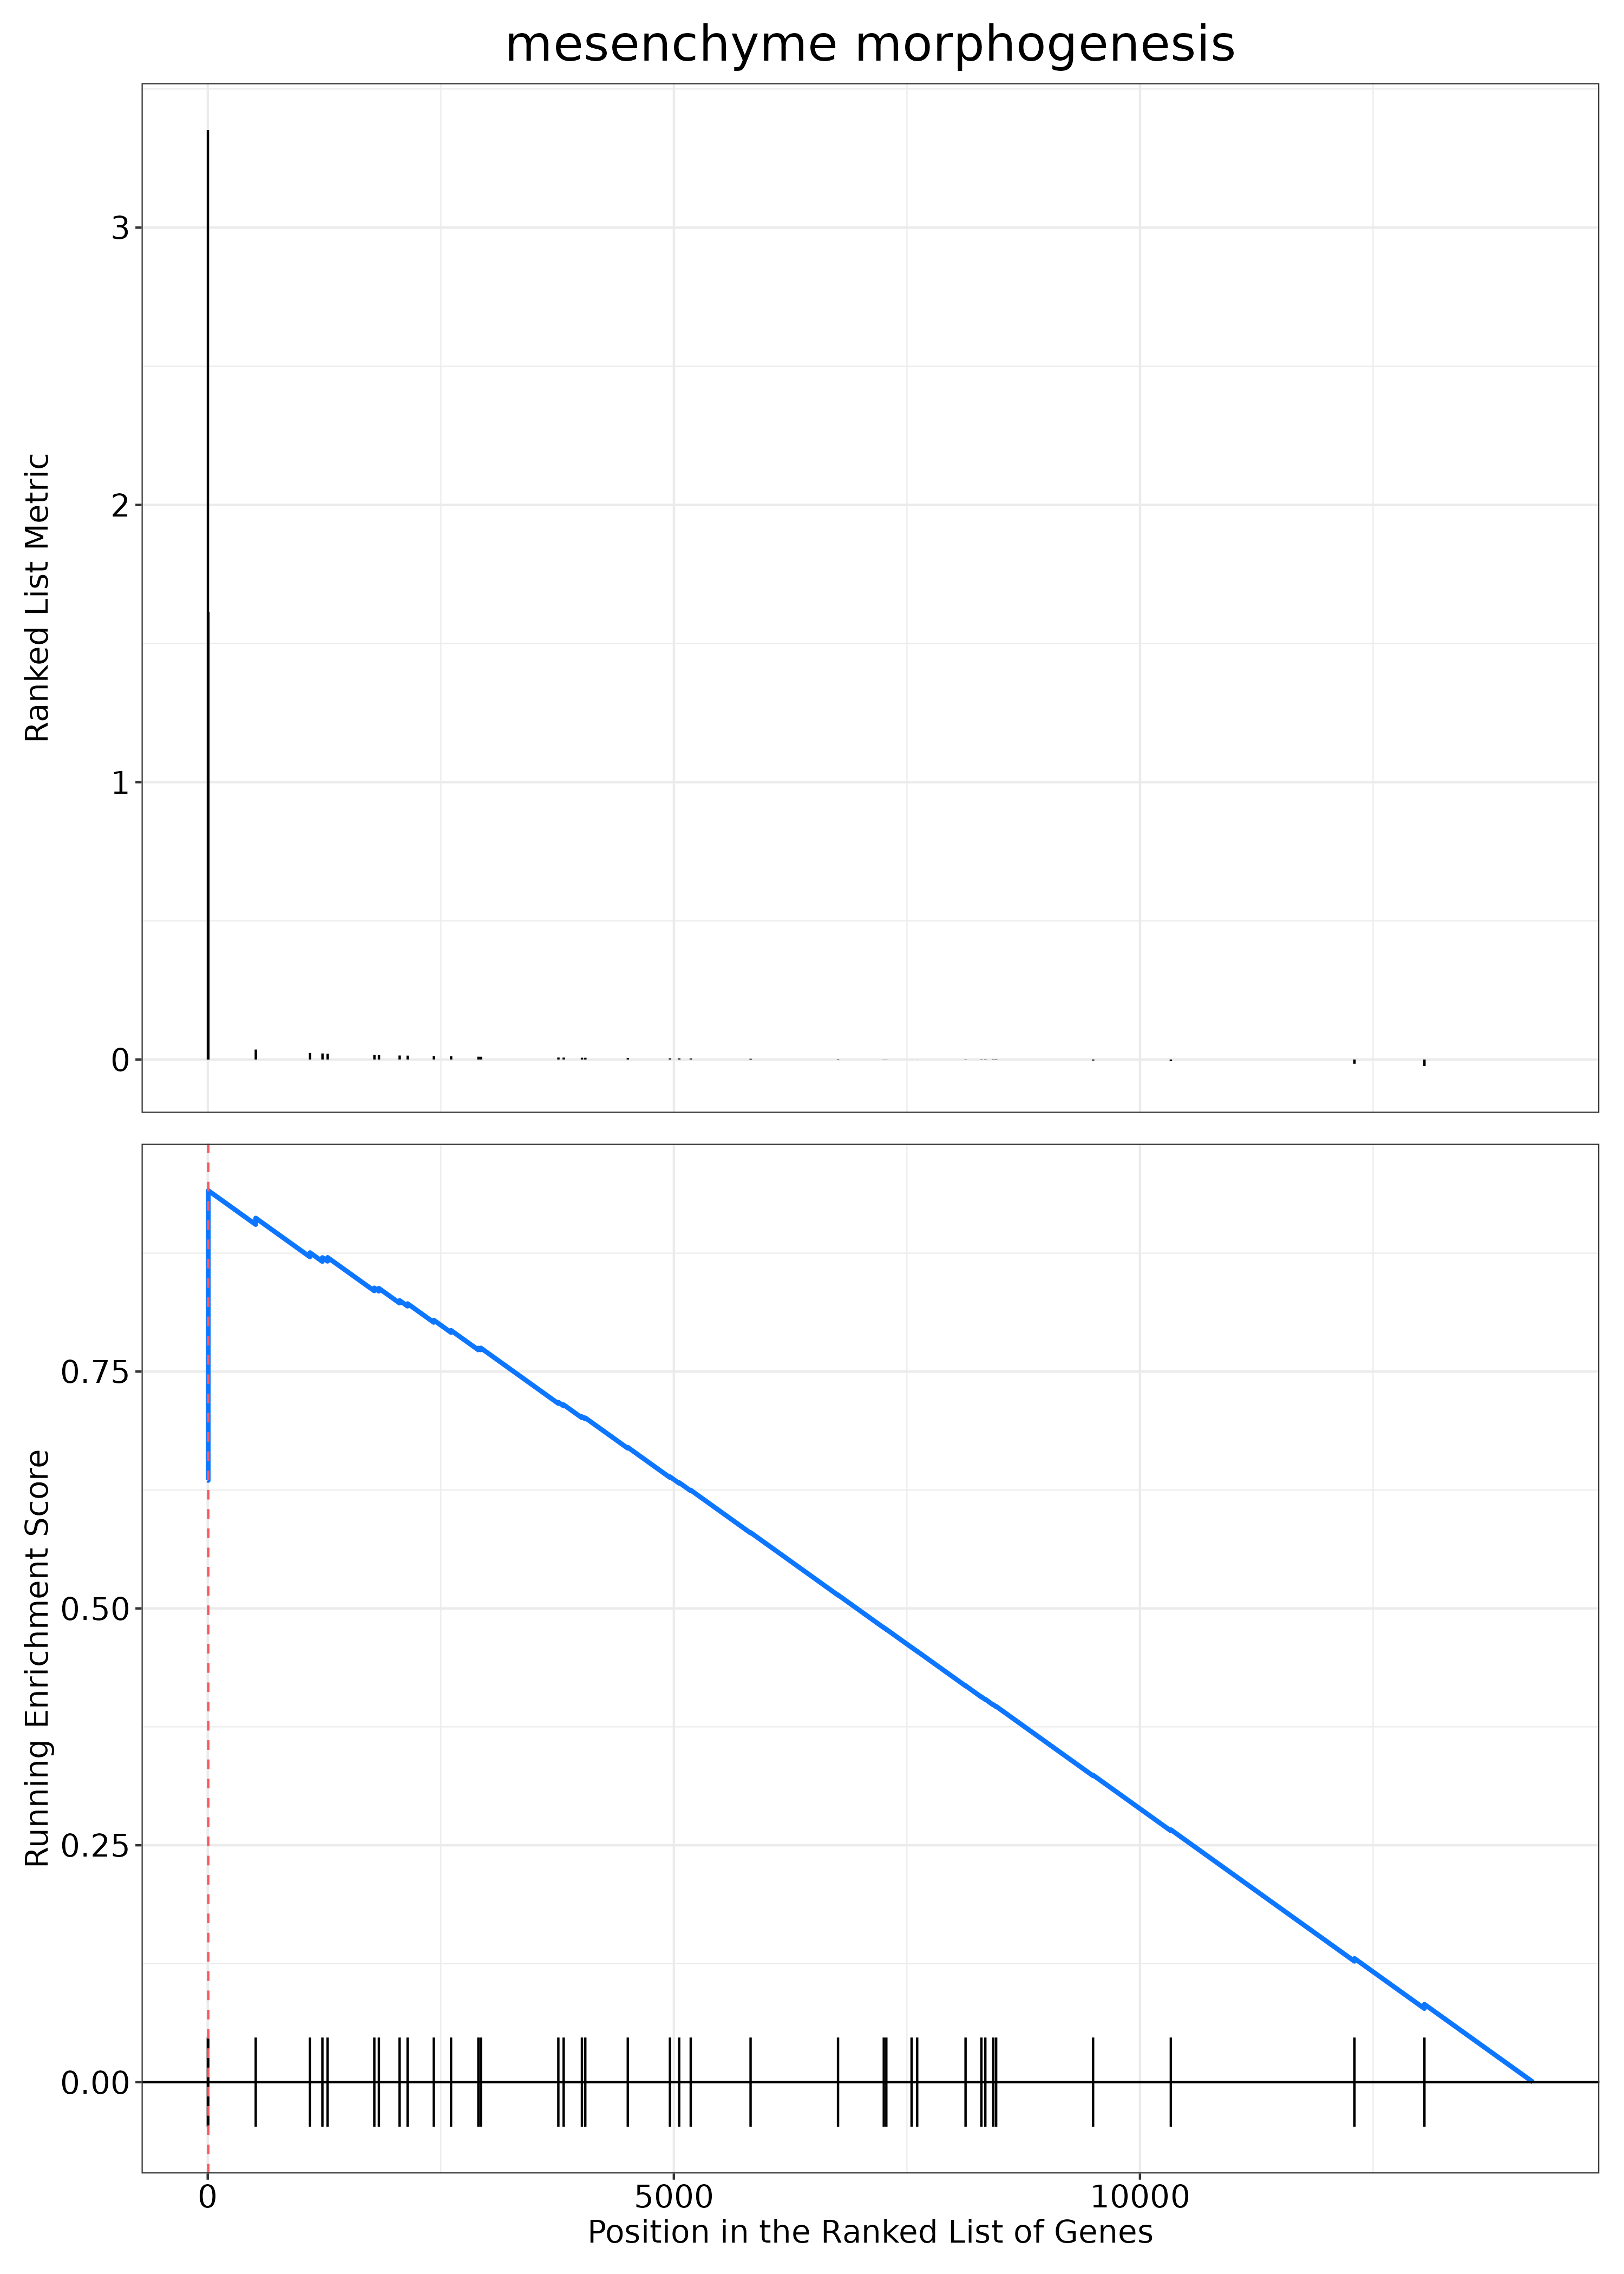 mesenchyme morphogenesis
Ranked List Metric
3
2
1
0
Running Enrichment Score
0.75
0.50
0.25
0.00
0 5000 10000
Position in the Ranked List of Genes